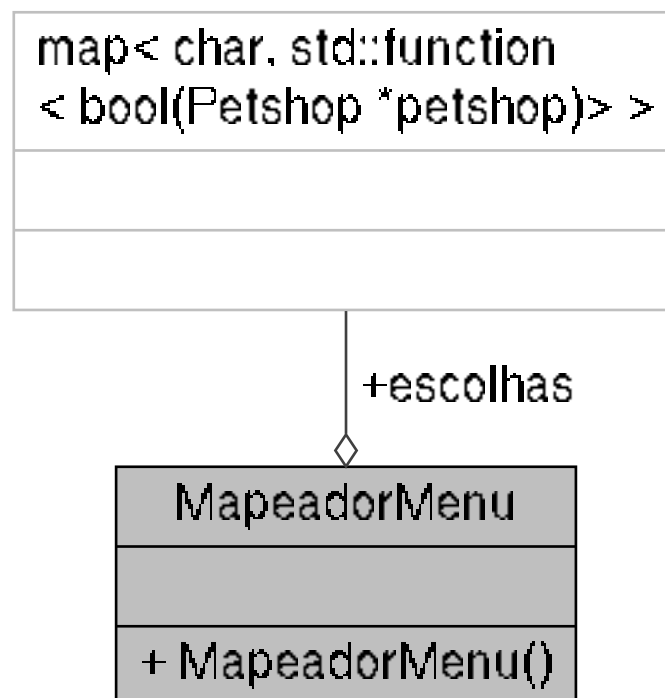 map< char, std::function
< bool(Petshop *petshop)> >
+escolhas
MapeadorMenu
+ MapeadorMenu()